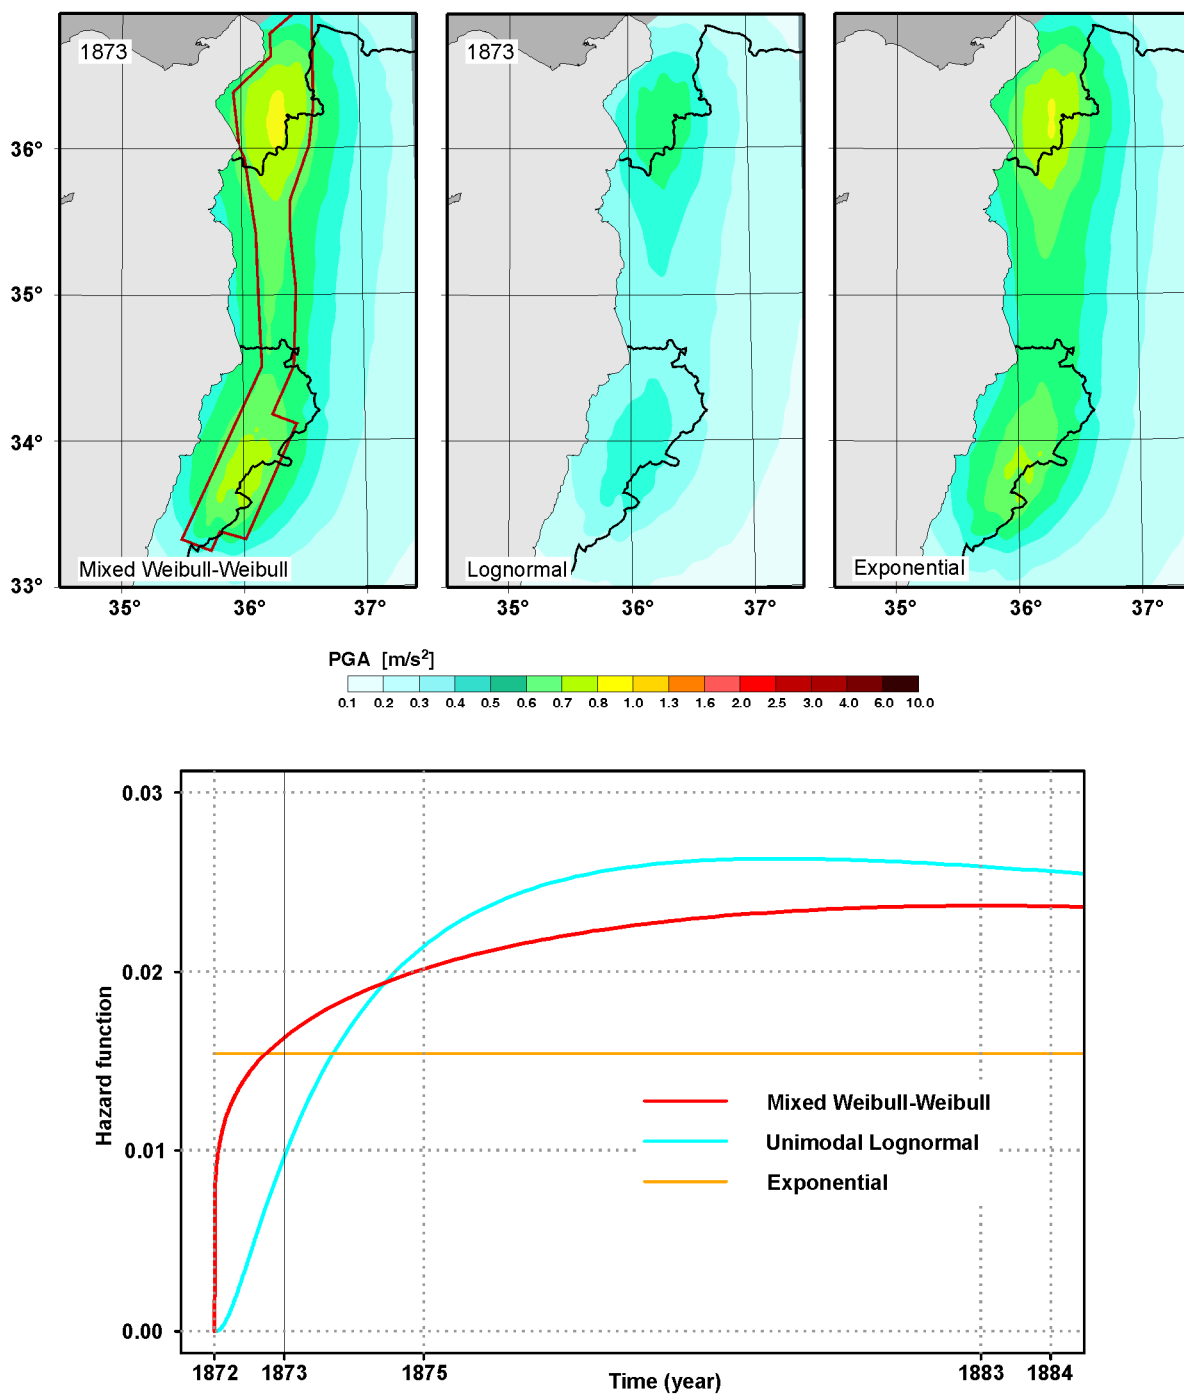 1873
1873
36°
35°
34°
33°
Mixed Weibull-Weibull
Lognormal
Exponential
35° 36° 37° 35° 36° 37° 35° 36° 37°
PGA [m/s²]
0.1 0.2 0.3 0.4 0.5 0.6 0.7 0.8 1.0 1.3 1.6 2.0 2.5 3.0 4.0 6.0 10.0
0.03
0.02
0.01
0.00
Hazard function
Mixed Weibull-Weibull
Unimodal Lognormal
Exponential
1872 1873 1875 1883 1884
Time (year)